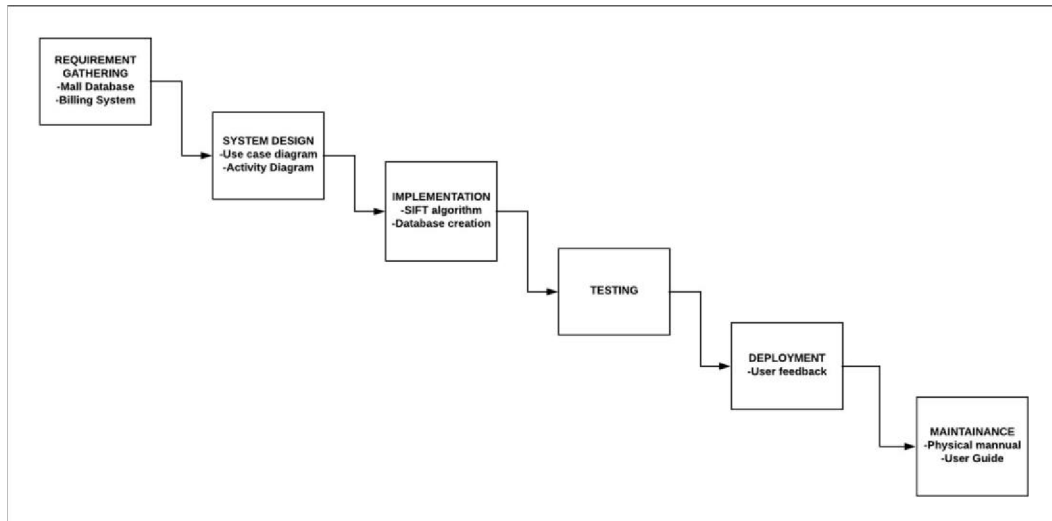 REQUIREMENT
GATHERING
-Mall Database
-Billing System
SYSTEM DESIGN
-Use case diagram
-Activity Diagram
IMPLEMENTATION
-SIFT algorithm
-Database creation
TESTING
DEPLOYMENT
-User feedback
MAINTAINANCE
-Physical mannual
-User Guide